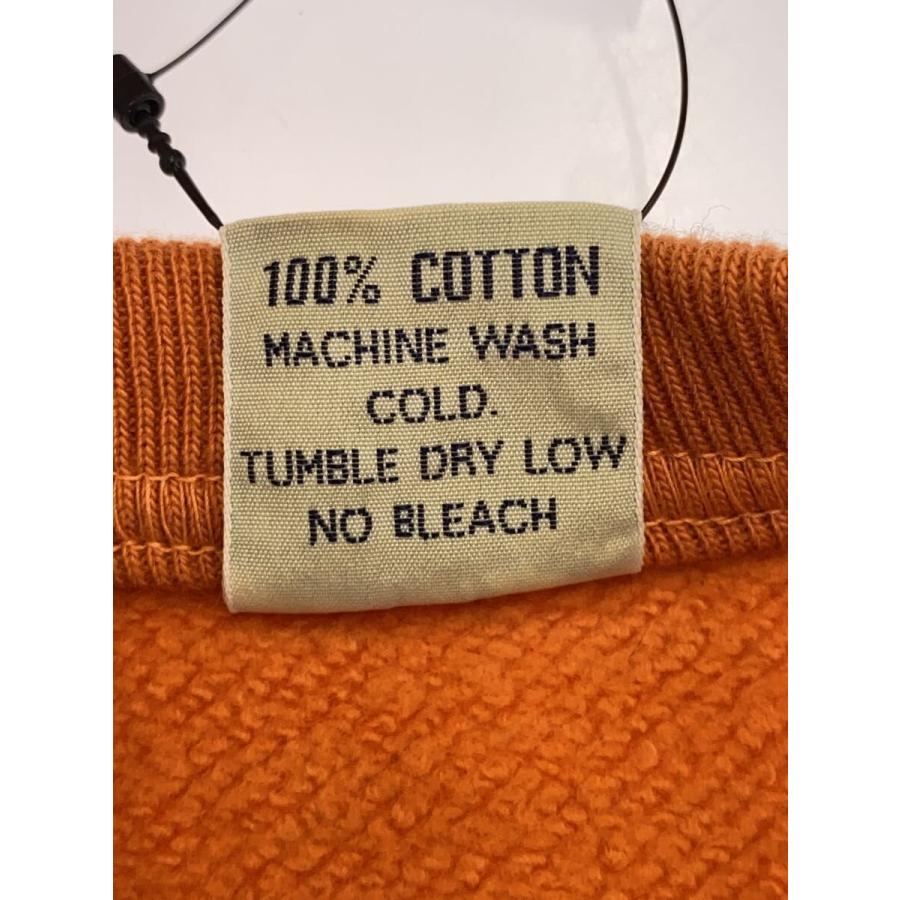 100% COTTON
MACHINE WASH
COLD.
TUMBLE DRY LOW
NO BLEACH